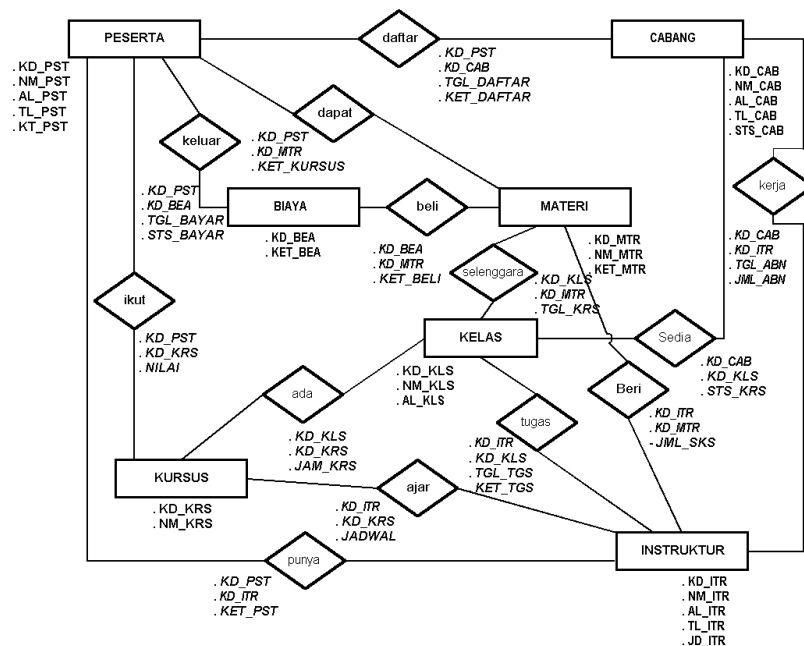 PESERTA
. KD_PST
. NM_PST
. AL_PST
. TL_PST
. KT_PST
daftar
. KD_PST
. KD_CAB
. TGL_DAFTAR
. KET_DAFTAR
CABANG
. KD_CAB
. NM_CAB
. AL_CAB
. TL_CAB
. STS_CAB
keluar
. KD_PST
. KD_BEA
. TGL_BAYAR
. STS_BAYAR
dapat
. KD_PST
. KD_MTR
. KET_KURSUS
kerja
. KD_CAB
. KD_ITR
. TGL_ABN
. JML_ABN
BIAYA
. KD_BEA
. KET_BEA
beli
. KD_BEA
. KD_MTR
. KET_BELI
MATERI
. KD_MTR
. NM_MTR
. KET_MTR
selenggara
. KD_KLS
. KD_MTR
. TGL_KRS
ikut
. KD_PST
. KD_KRS
. NILAI
KELAS
. KD_KLS
. NM_KLS
. AL_KLS
Sedia
. KD_CAB
. KD_KLS
. STS_KRS
ada
. KD_KLS
. KD_KRS
. JAM_KRS
tugas
. KD_ITR
. KD_KLS
. TGL_TGS
. KET_TGS
Beri
. KD_ITR
. KD_MTR
- JML_SKS
KURSUS
. KD_KRS
. NM_KRS
ajar
. KD_ITR
. KD_KRS
. JADWAL
punya
. KD_PST
. KD_ITR
. KET_PST
INSTRUKTUR
. KD_ITR
. NM_ITR
. AL_ITR
. TL_ITR
. JD_ITR